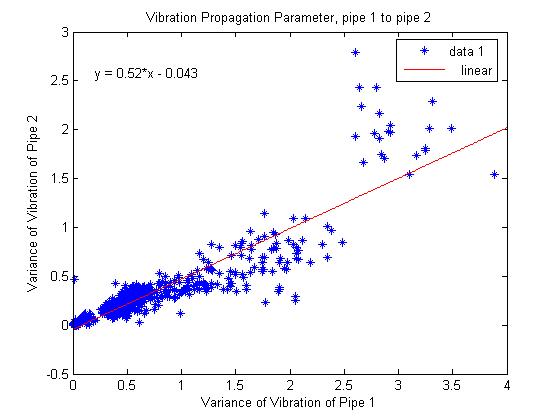 Vibration Propagation Parameter, pipe 1 to pipe 2
3
2.5
2
1.5
1
0.5
0
-0.5
Variance of Vibration of Pipe 2
y = 0.52*x - 0.043
data 1
linear
0 0.5 1 1.5 2 2.5 3 3.5 4
Variance of Vibration of Pipe 1